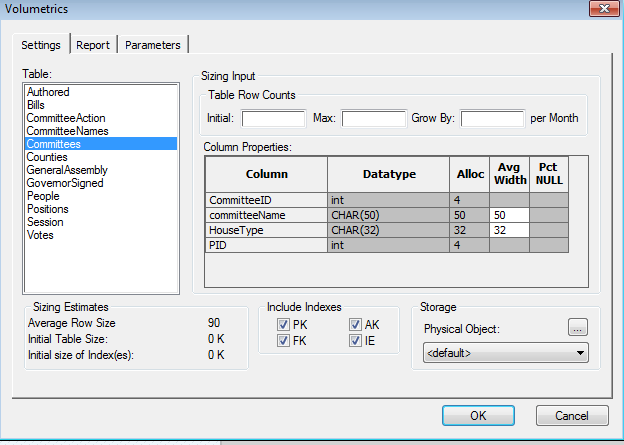 Volumetrics
Settings Report Parameters
Table:
Authored
Bills
CommitteeAction
CommitteeNames
Committees
Counties
GeneralAssembly
GovernorSigned
People
Positions
Session
Votes
Sizing Input
Table Row Counts
Initial: Max: Grow By: per Month
Column Properties:
Column Datatype Alloc Avg Width Pct NULL
CommitteeID int 4
committeeName CHAR(50) 50 50
HouseType CHAR(32) 32 32
PID int 4
Sizing Estimates
Average Row Size 90
Initial Table Size: 0 K
Initial size of Index(es): 0 K
Include Indexes
PK AK
FK IE
Storage
Physical Object: ...
<default>
OK Cancel